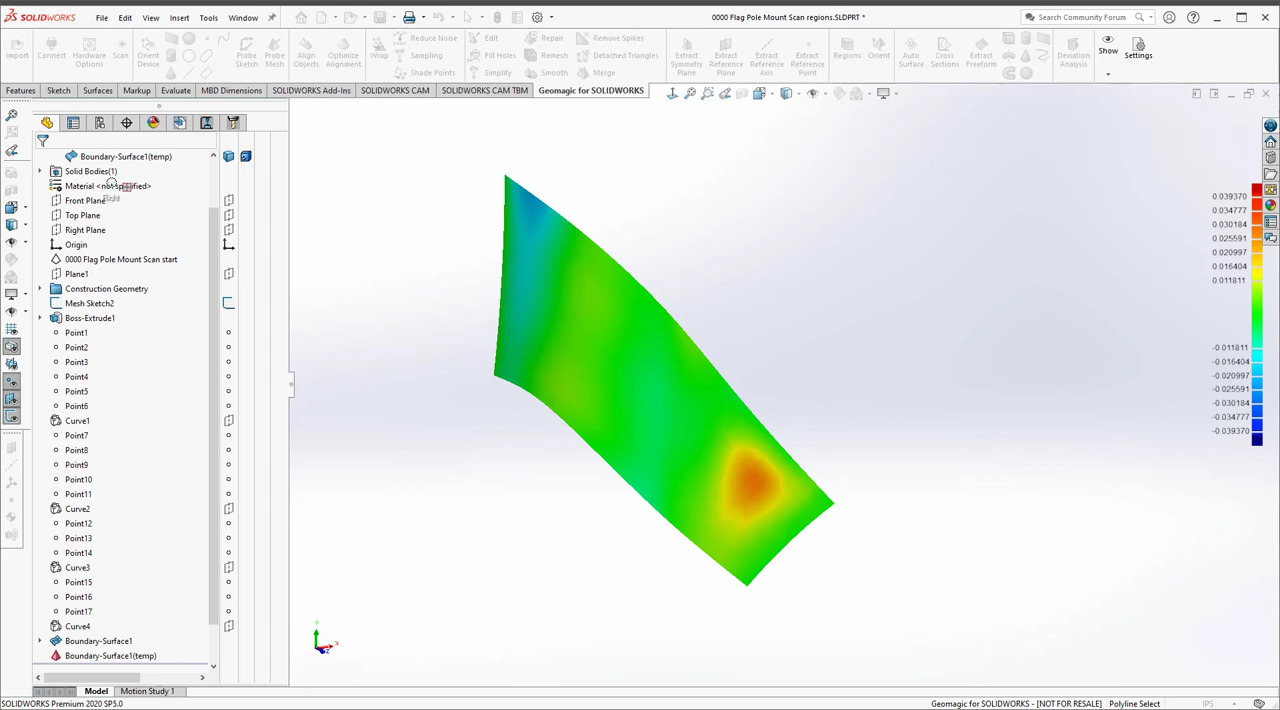 SOLIDWORKS File Edit View Insert Tools Window
0000 Flag Pole Mount Scan regions.SLDPRT *
Search Community Forum
Import Connect Hardware Options Scan Orient Device Probe Sketch Probe Mesh Align Objects Optimize Alignment Wrap
Reduce Noise Edit Repair Remove Spikes
Sampling Fill Holes Remesh Detached Triangles
Shade Points Simplify Smooth Merge
Extract Symmetry Plane Extract Reference Plane Extract Reference Axis Extract Reference Point Regions Orient Auto Surface Cross Sections Extract Freeform Deviation Analysis Show Settings
Features Sketch Surfaces Markup Evaluate MBD Dimensions SOLIDWORKS Add-Ins SOLIDWORKS CAM SOLIDWORKS CAM TBM Geomagic for SOLIDWORKS
Boundary-Surface1(temp)
Solid Bodies(1)
Material <not specified>
Right
Front Plane
Top Plane
Right Plane
Origin
0000 Flag Pole Mount Scan start
Plane1
Construction Geometry
Mesh Sketch2
Boss-Extrude1
Point1
Point2
Point3
Point4
Point5
Point6
Curve1
Point7
Point8
Point9
Point10
Point11
Curve2
Point12
Point13
Point14
Curve3
Point15
Point16
Point17
Curve4
Boundary-Surface1
Boundary-Surface1(temp)
0.039370
0.034777
0.030184
0.025591
0.020997
0.016404
0.011811
-0.011811
-0.016404
-0.020997
-0.025591
-0.030184
-0.034777
-0.039370
Y
X
Z
Model Motion Study 1
SOLIDWORKS Premium 2020 SP5.0
Geomagic for SOLIDWORKS - [NOT FOR RESALE) Polyline Select IPS